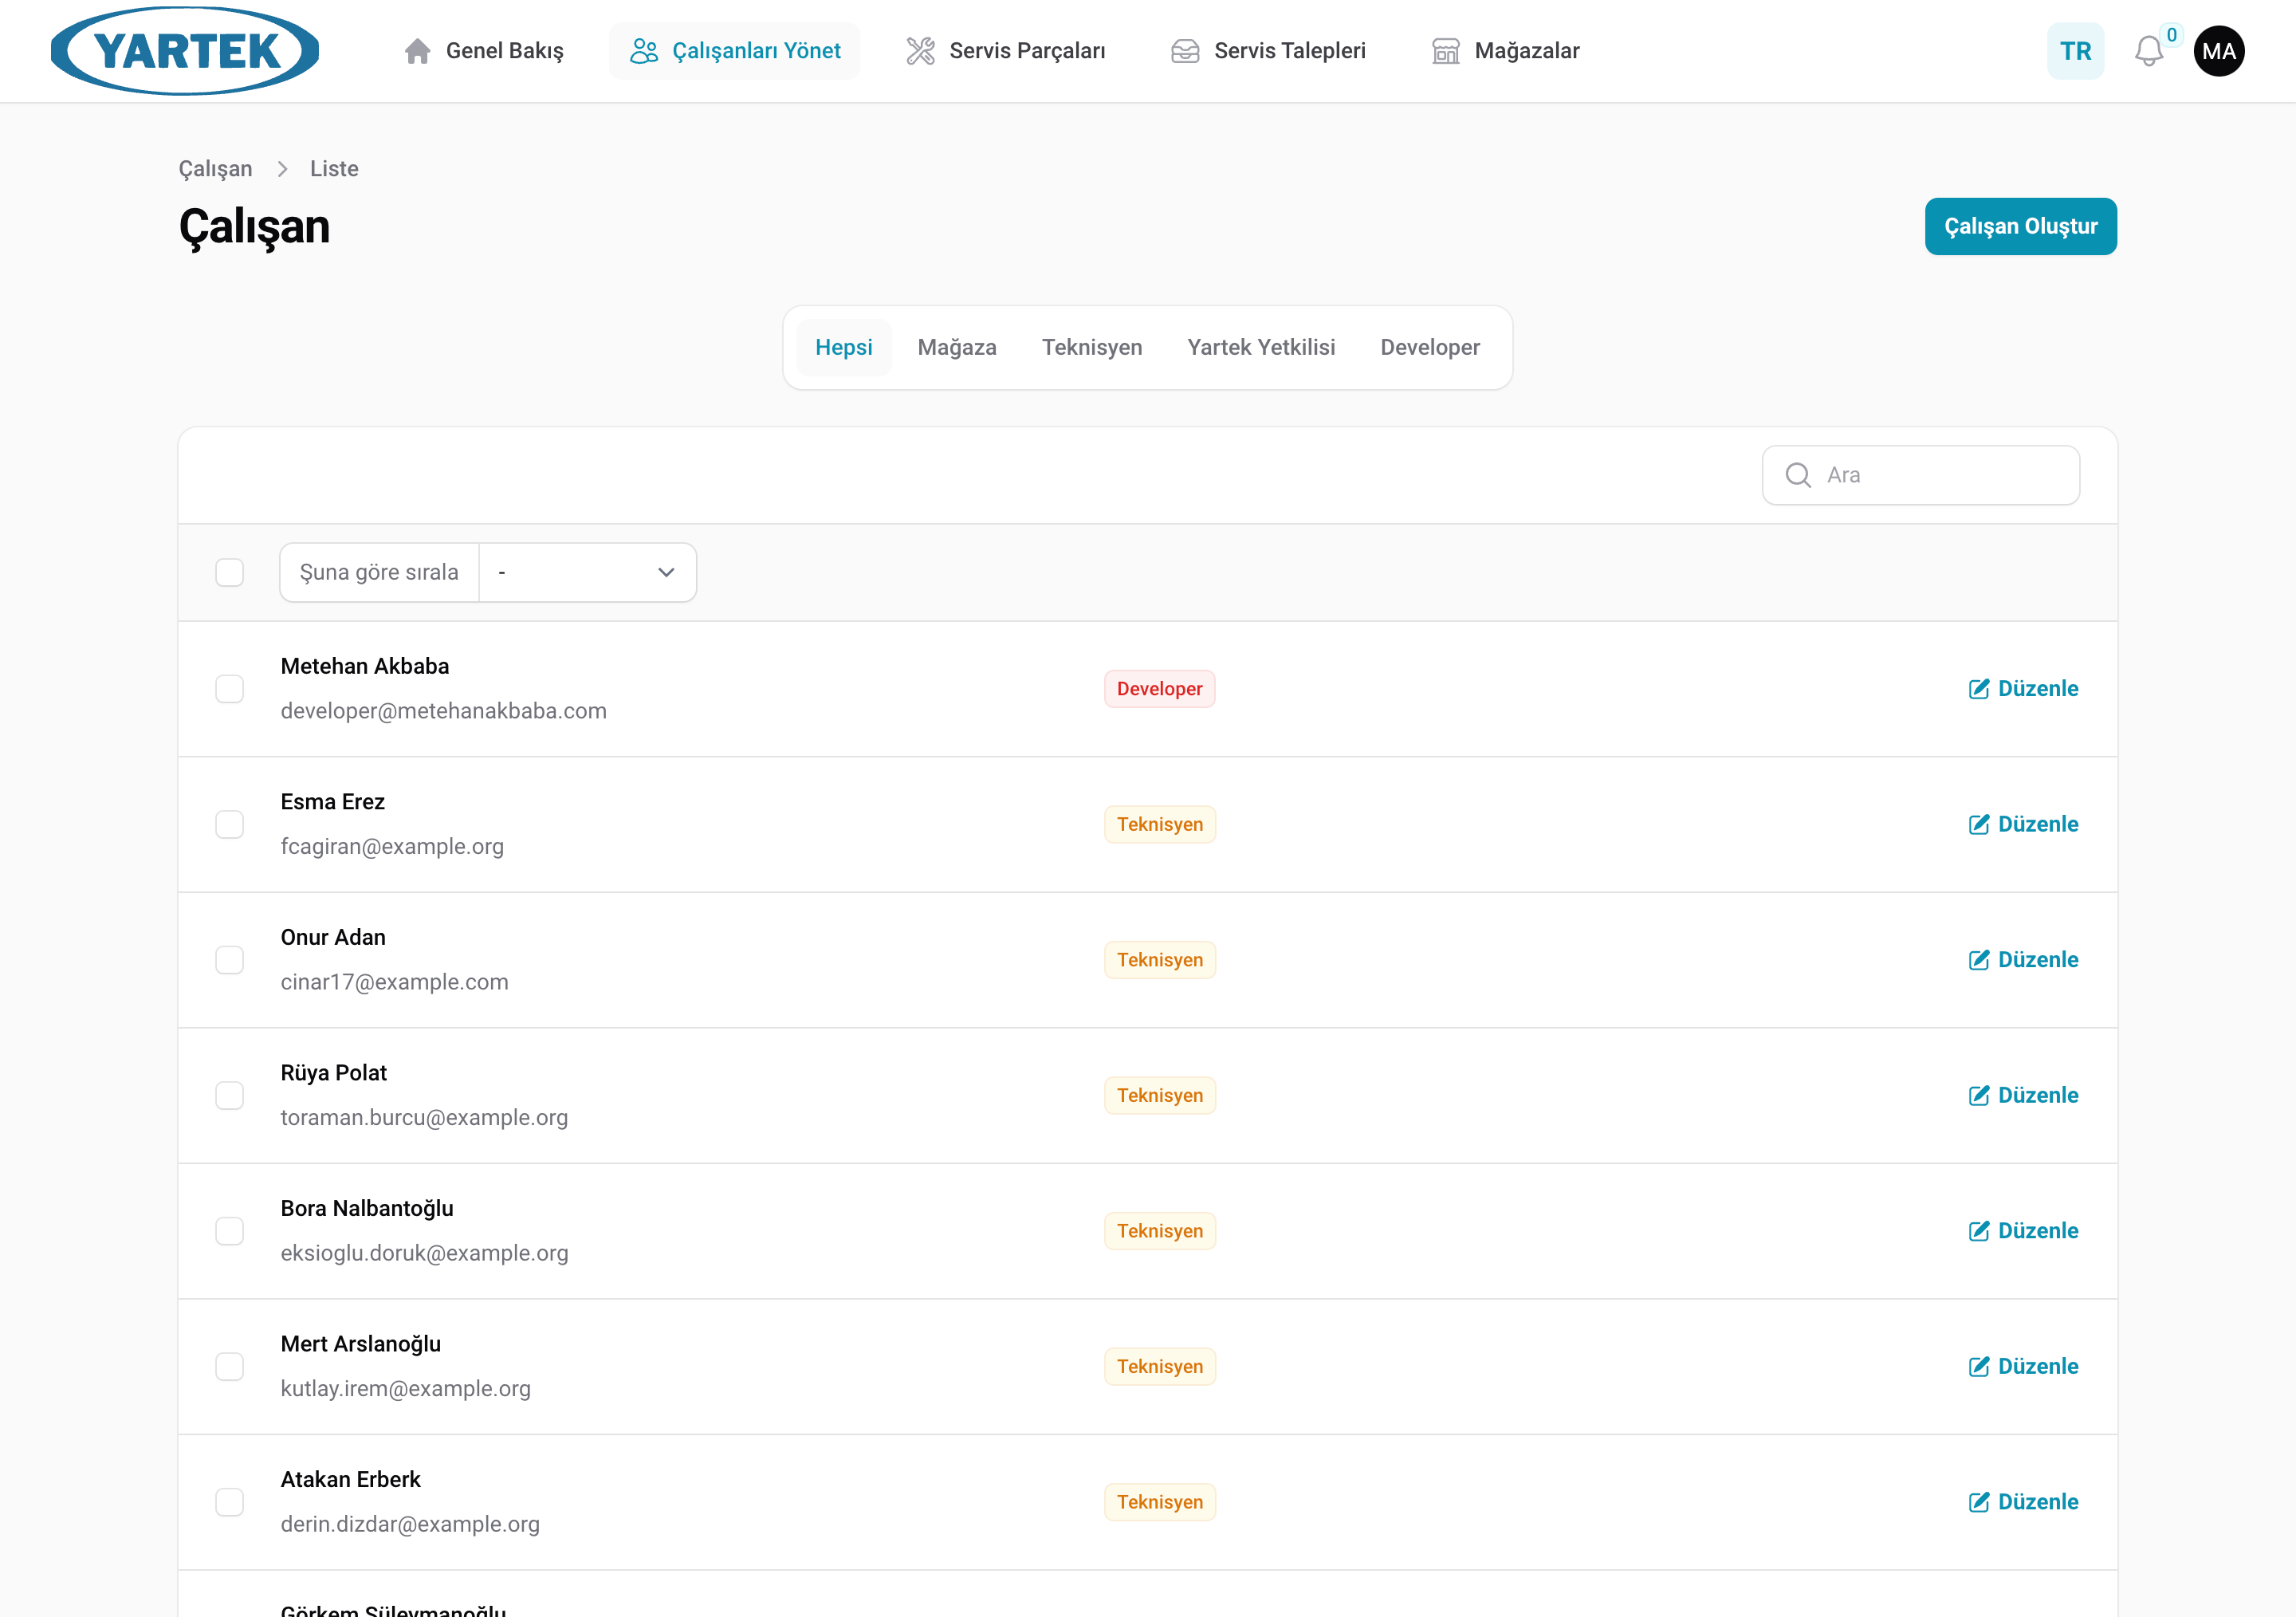 YARTEK
Genel Bakış
Çalışanları Yönet
Servis Parçaları
Servis Talepleri
Mağazalar
TR
0
MA
Çalışan
Liste
Çalışan
Çalışan Oluştur
Hepsi
Mağaza
Teknisyen
Yartek Yetkilisi
Developer
Ara
Şuna göre sırala
-
Metehan Akbaba
developer@metehanakbaba.com
Developer
Düzenle
Esma Erez
fcagiran@example.org
Teknisyen
Düzenle
Onur Adan
cinar17@example.com
Teknisyen
Düzenle
Rüya Polat
toraman.burcu@example.org
Teknisyen
Düzenle
Bora Nalbantoğlu
eksioglu.doruk@example.org
Teknisyen
Düzenle
Mert Arslanoğlu
kutlay.irem@example.org
Teknisyen
Düzenle
Atakan Erberk
derin.dizdar@example.org
Teknisyen
Düzenle
Görkem Süleymanoğlu